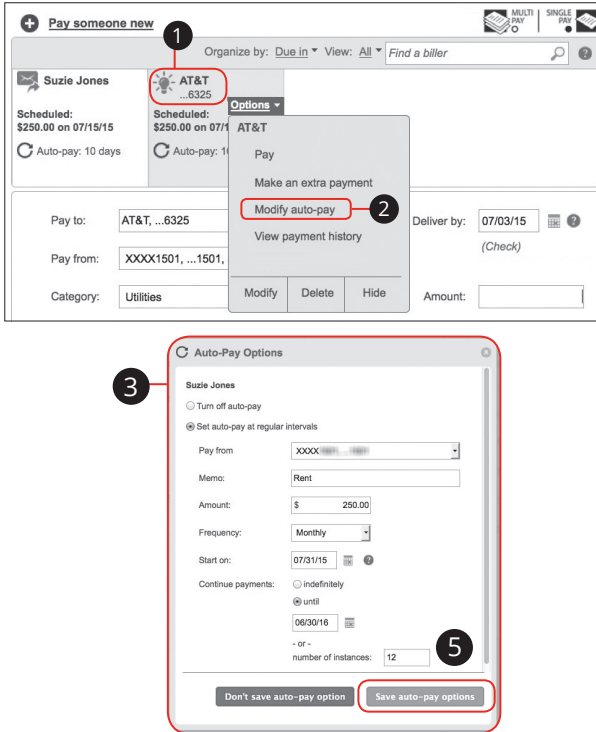 Pay someone new
MULTI PAY
SINGLE PAY
1
Organize by: Due in View: All Find a biller
?
Suzie Jones
Scheduled:
$250.00 on 07/15/15
Auto-pay: 10 days
AT&T
...6325
Scheduled:
$250.00 on 07/1
Auto-pay: 1
Options
AT&T
Pay
Make an extra payment
Modify auto-pay
2
View payment history
Modify Delete Hide
Pay to: AT&T, ...6325
Deliver by: 07/03/15 ?
(Check)
Pay from: XXXX1501, ...1501,
Category: Utilities
Amount:
3
Auto-Pay Options
Suzie Jones
Turn off auto-pay
Set auto-pay at regular intervals
Pay from XXXX
Memo: Rent
Amount: $ 250.00
Frequency: Monthly
Start on: 07/31/15 ?
Continue payments: indefinitely
until
06/30/16
- or -
number of instances: 12
5
Don't save auto-pay option Save auto-pay options